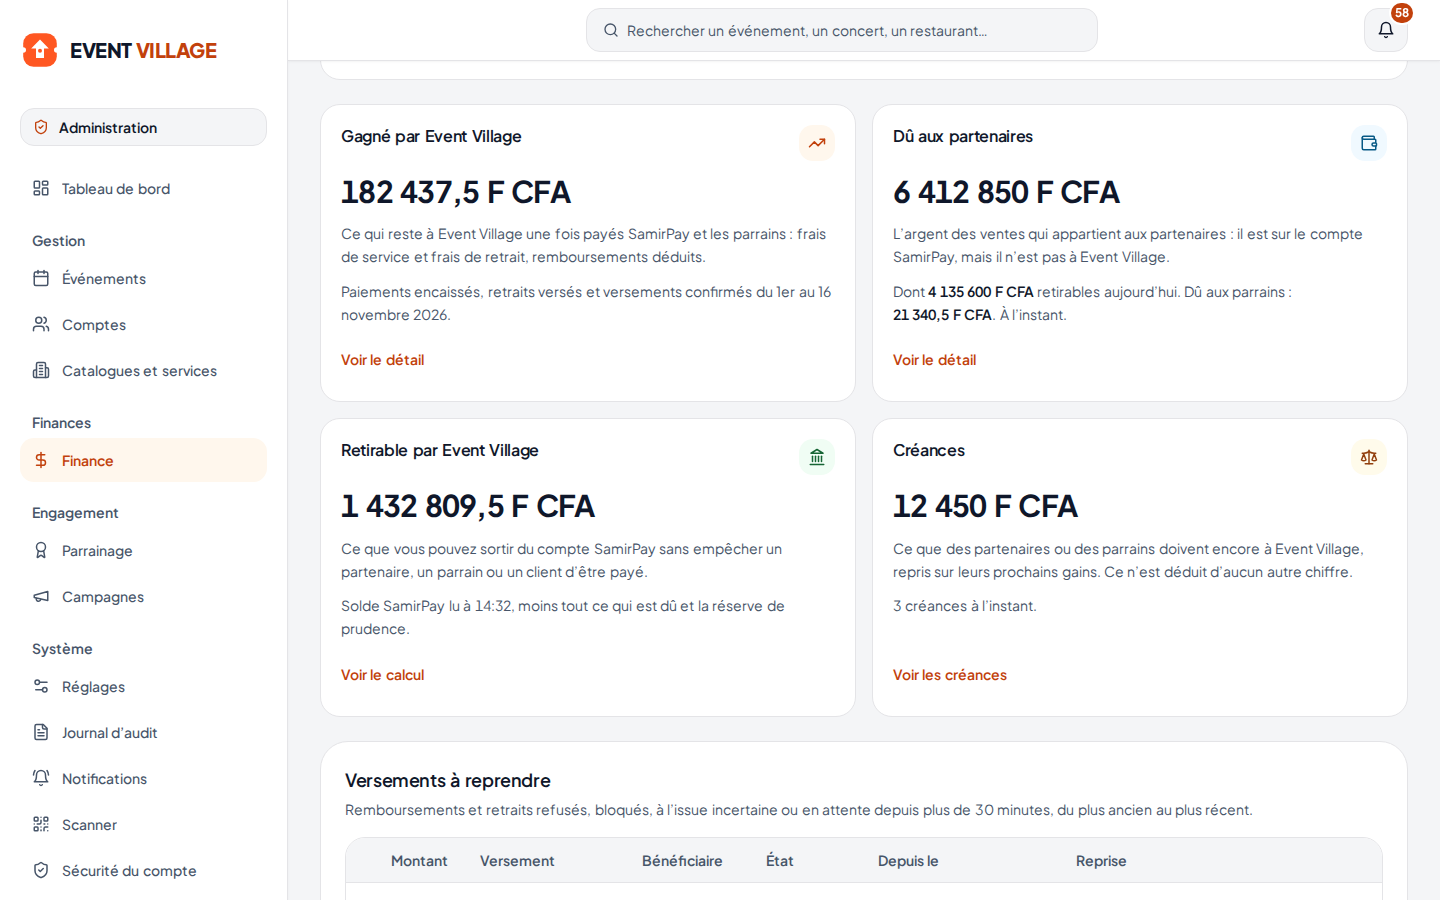 EVENT VILLAGE
Administration
Tableau de bord
Gestion
Événements
Comptes
Catalogues et services
Finances
Finance
Engagement
Parrainage
Campagnes
Système
Réglages
Journal d’audit
Notifications
Scanner
Sécurité du compte
Rechercher un événement, un concert, un restaurant…
58
Gagné par Event Village
182 437,5 F CFA
Ce qui reste à Event Village une fois payés SamirPay et les parrains : frais
de service et frais de retrait, remboursements déduits.
Paiements encaissés, retraits versés et versements confirmés du 1er au 16
novembre 2026.
Voir le détail
Dû aux partenaires
6 412 850 F CFA
L’argent des ventes qui appartient aux partenaires : il est sur le compte
SamirPay, mais il n’est pas à Event Village.
Dont 4 135 600 F CFA retirables aujourd’hui. Dû aux parrains :
21 340,5 F CFA. À l’instant.
Voir le détail
Retirable par Event Village
1 432 809,5 F CFA
Ce que vous pouvez sortir du compte SamirPay sans empêcher un
partenaire, un parrain ou un client d’être payé.
Solde SamirPay lu à 14:32, moins tout ce qui est dû et la réserve de
prudence.
Voir le calcul
Créances
12 450 F CFA
Ce que des partenaires ou des parrains doivent encore à Event Village,
repris sur leurs prochains gains. Ce n’est déduit d’aucun autre chiffre.
3 créances à l’instant.
Voir les créances
Versements à reprendre
Remboursements et retraits refusés, bloqués, à l’issue incertaine ou en attente depuis plus de 30 minutes, du plus ancien au plus récent.
Montant Versement Bénéficiaire État Depuis le Reprise